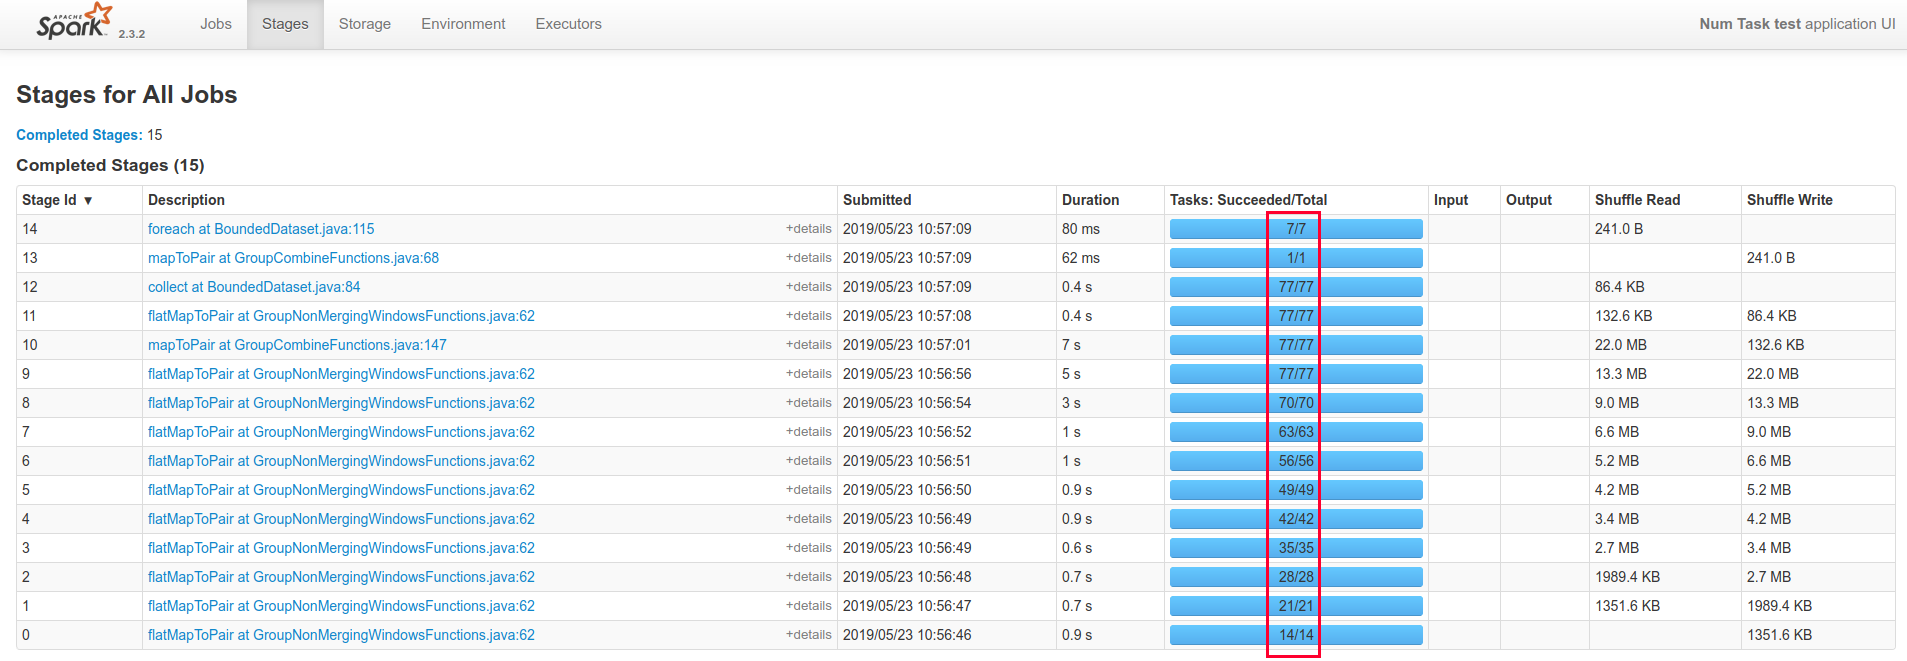 APACHE Spark 2.3.2 Jobs Stages Storage Environment Executors Num Task test application UI
Stages for All Jobs
Completed Stages: 15
Completed Stages (15)
Stage Id ▼ Description Submitted Duration Tasks: Succeeded/Total Input Output Shuffle Read Shuffle Write
14 foreach at BoundedDataset.java:115 +details 2019/05/23 10:57:09 80 ms 7/7 241.0 B
13 mapToPair at GroupCombineFunctions.java:68 +details 2019/05/23 10:57:09 62 ms 1/1 241.0 B
12 collect at BoundedDataset.java:84 +details 2019/05/23 10:57:09 0.4 s 77/77 86.4 KB
11 flatMapToPair at GroupNonMergingWindowsFunctions.java:62 +details 2019/05/23 10:57:08 0.4 s 77/77 132.6 KB 86.4 KB
10 mapToPair at GroupCombineFunctions.java:147 +details 2019/05/23 10:57:01 7 s 77/77 22.0 MB 132.6 KB
9 flatMapToPair at GroupNonMergingWindowsFunctions.java:62 +details 2019/05/23 10:56:56 5 s 77/77 13.3 MB 22.0 MB
8 flatMapToPair at GroupNonMergingWindowsFunctions.java:62 +details 2019/05/23 10:56:54 3 s 70/70 9.0 MB 13.3 MB
7 flatMapToPair at GroupNonMergingWindowsFunctions.java:62 +details 2019/05/23 10:56:52 1 s 63/63 6.6 MB 9.0 MB
6 flatMapToPair at GroupNonMergingWindowsFunctions.java:62 +details 2019/05/23 10:56:51 1 s 56/56 5.2 MB 6.6 MB
5 flatMapToPair at GroupNonMergingWindowsFunctions.java:62 +details 2019/05/23 10:56:50 0.9 s 49/49 4.2 MB 5.2 MB
4 flatMapToPair at GroupNonMergingWindowsFunctions.java:62 +details 2019/05/23 10:56:49 0.9 s 42/42 3.4 MB 4.2 MB
3 flatMapToPair at GroupNonMergingWindowsFunctions.java:62 +details 2019/05/23 10:56:49 0.6 s 35/35 2.7 MB 3.4 MB
2 flatMapToPair at GroupNonMergingWindowsFunctions.java:62 +details 2019/05/23 10:56:48 0.7 s 28/28 1989.4 KB 2.7 MB
1 flatMapToPair at GroupNonMergingWindowsFunctions.java:62 +details 2019/05/23 10:56:47 0.7 s 21/21 1351.6 KB 1989.4 KB
0 flatMapToPair at GroupNonMergingWindowsFunctions.java:62 +details 2019/05/23 10:56:46 0.9 s 14/14 1351.6 KB